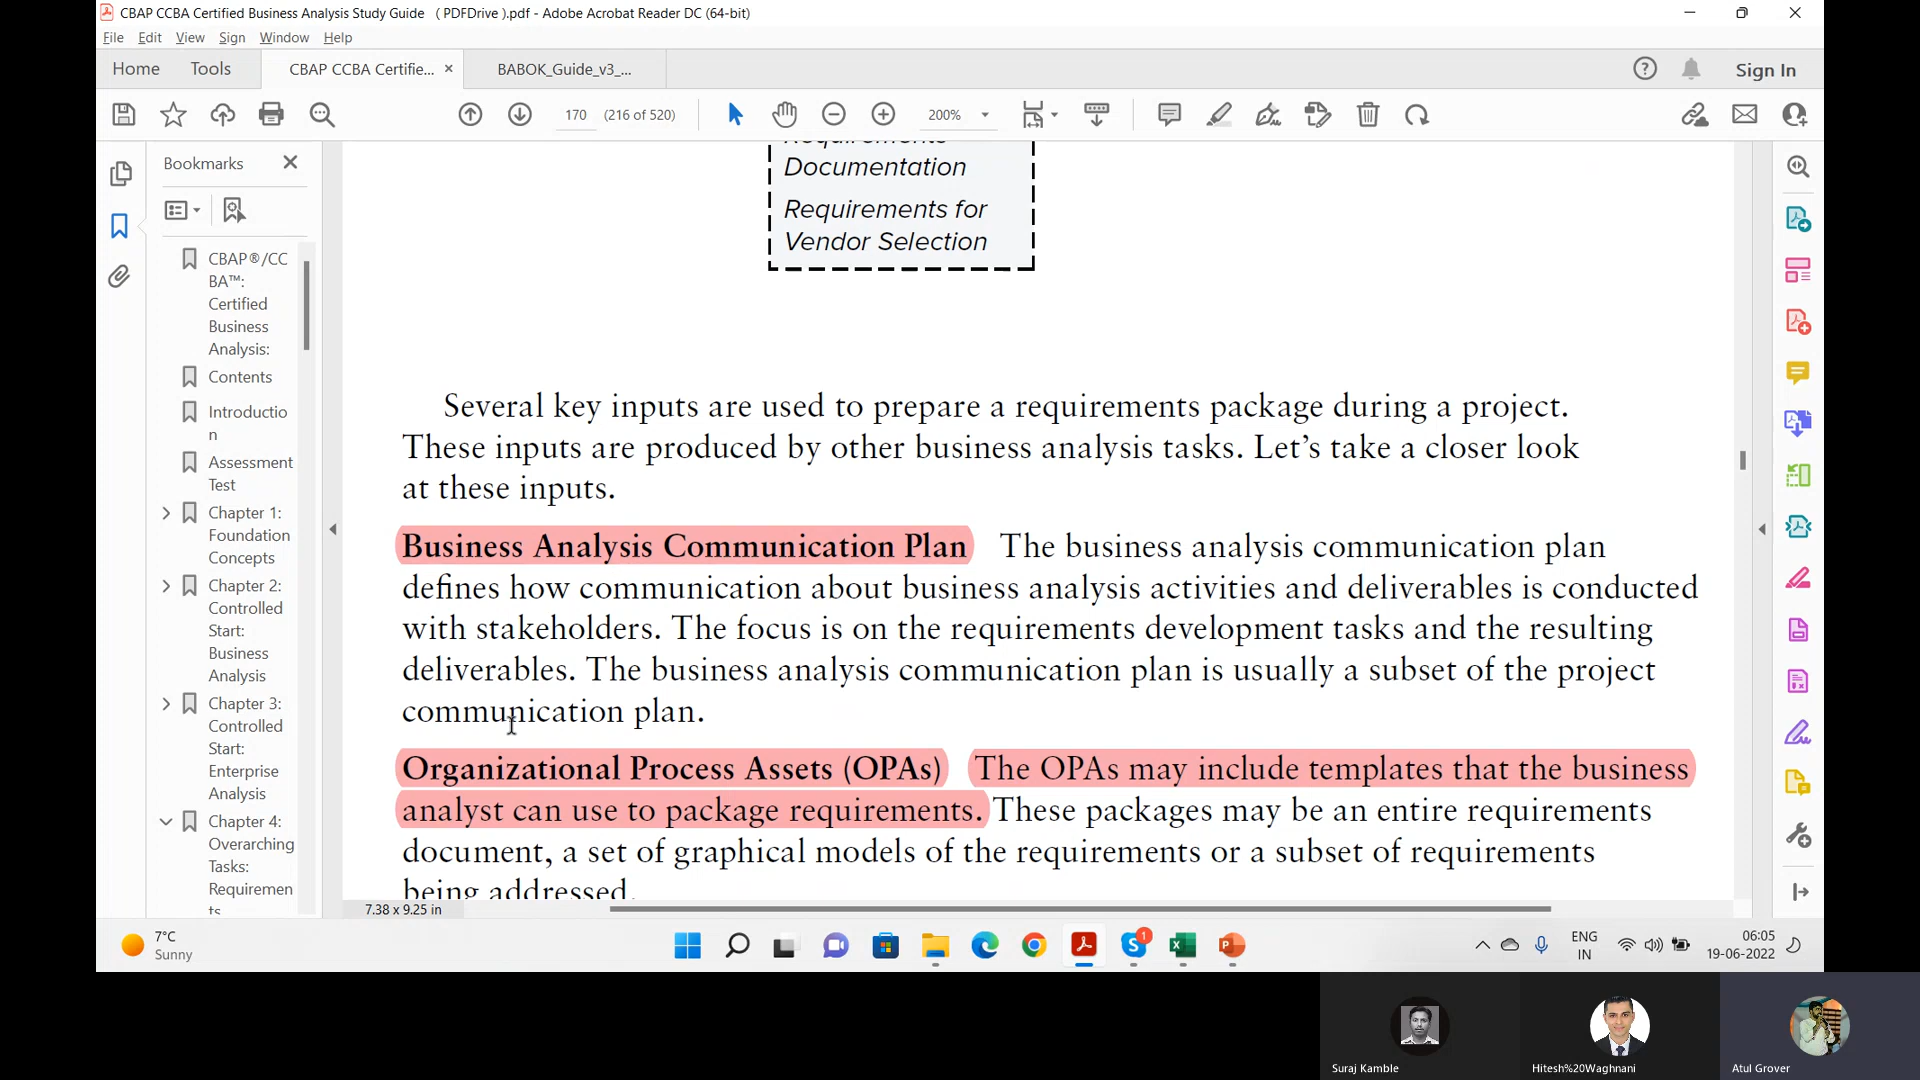 CBAP CCBA Certified Business Analysis Study Guide ( PDFDrive ).pdf - Adobe Acrobat Reader DC (64-bit)
File Edit View Sign Window Help
Home Tools CBAP CCBA Certifie... × BABOK_Guide_v3_... Sign In
170 (216 of 520) 200%
Bookmarks
CBAP®/CC
BA™:
Certified
Business
Analysis:
Contents
Introductio
n
Assessment
Test
Chapter 1:
Foundation
Concepts
Chapter 2:
Controlled
Start:
Business
Analysis
Chapter 3:
Controlled
Start:
Enterprise
Analysis
Chapter 4:
Overarching
Tasks:
Requiremen
ts
Requirements
Documentation
Requirements for
Vendor Selection
Several key inputs are used to prepare a requirements package during a project.
These inputs are produced by other business analysis tasks. Let’s take a closer look
at these inputs.
Business Analysis Communication Plan The business analysis communication plan
defines how communication about business analysis activities and deliverables is conducted
with stakeholders. The focus is on the requirements development tasks and the resulting
deliverables. The business analysis communication plan is usually a subset of the project
communication plan.
Organizational Process Assets (OPAs) The OPAs may include templates that the business
analyst can use to package requirements. These packages may be an entire requirements
document, a set of graphical models of the requirements or a subset of requirements
being addressed.
7.38 x 9.25 in
7°C
Sunny
1
ENG
IN
06:05
19-06-2022
Suraj Kamble
Hitesh%20Waghnani
Atul Grover